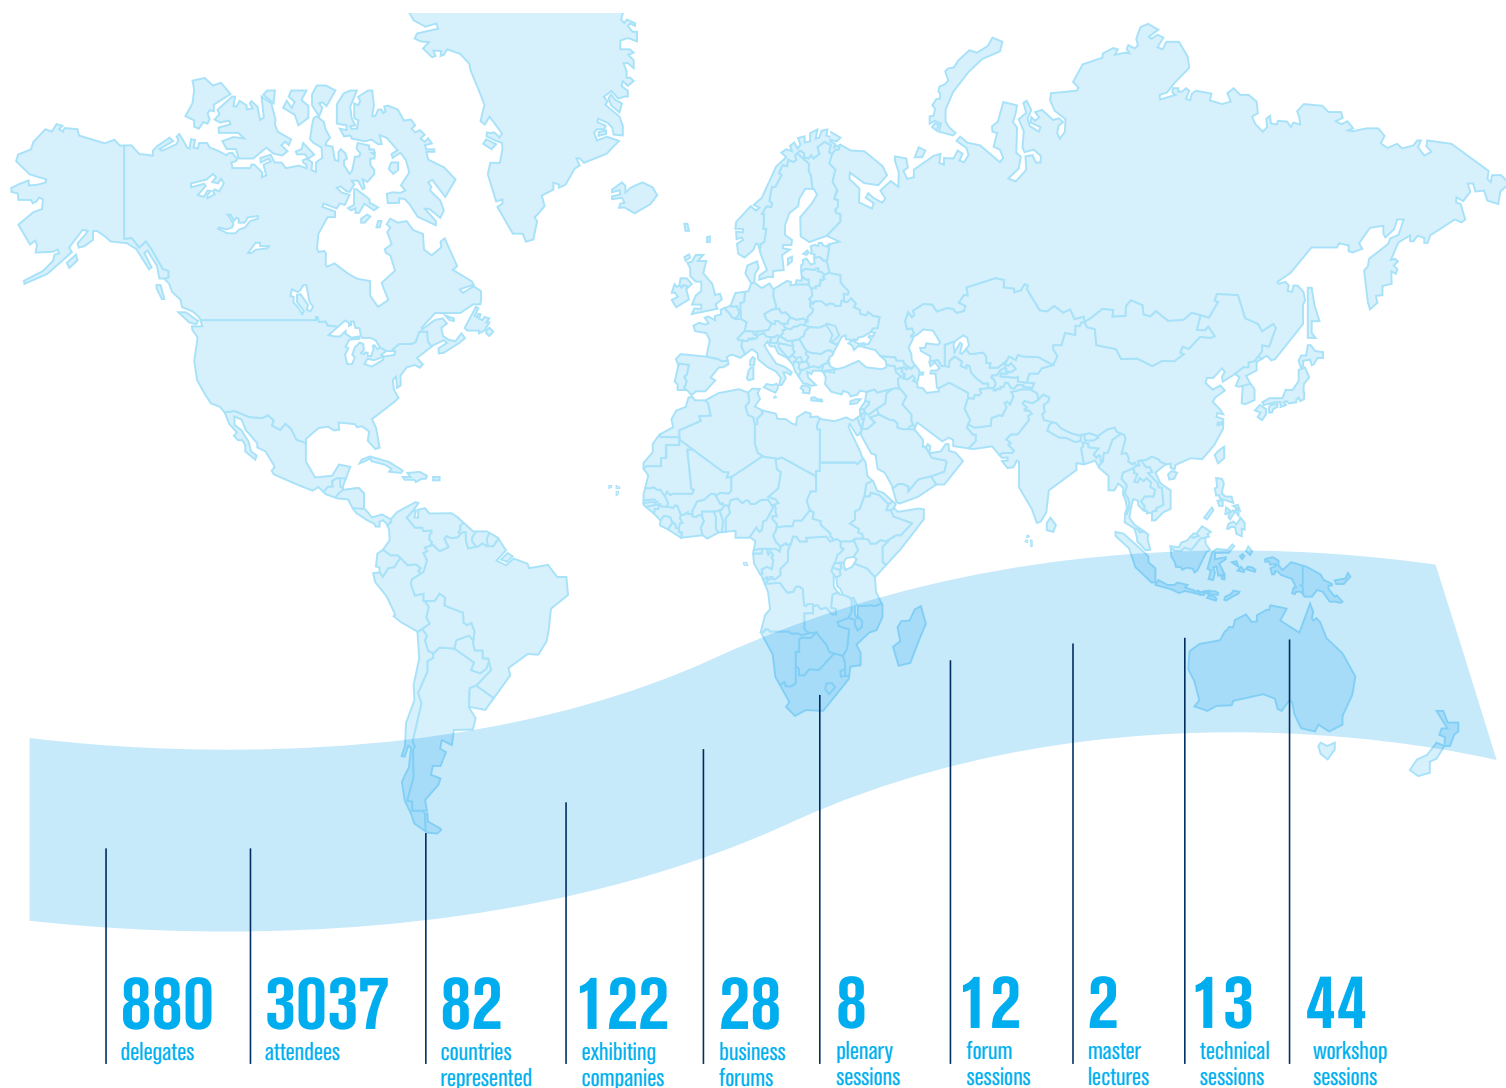 880
delegates
3037
attendees
82
countries
represented
122
exhibiting
companies
28
business
forums
8
plenary
sessions
12
forum
sessions
2
master
lectures
13
technical
sessions
44
workshop
sessions